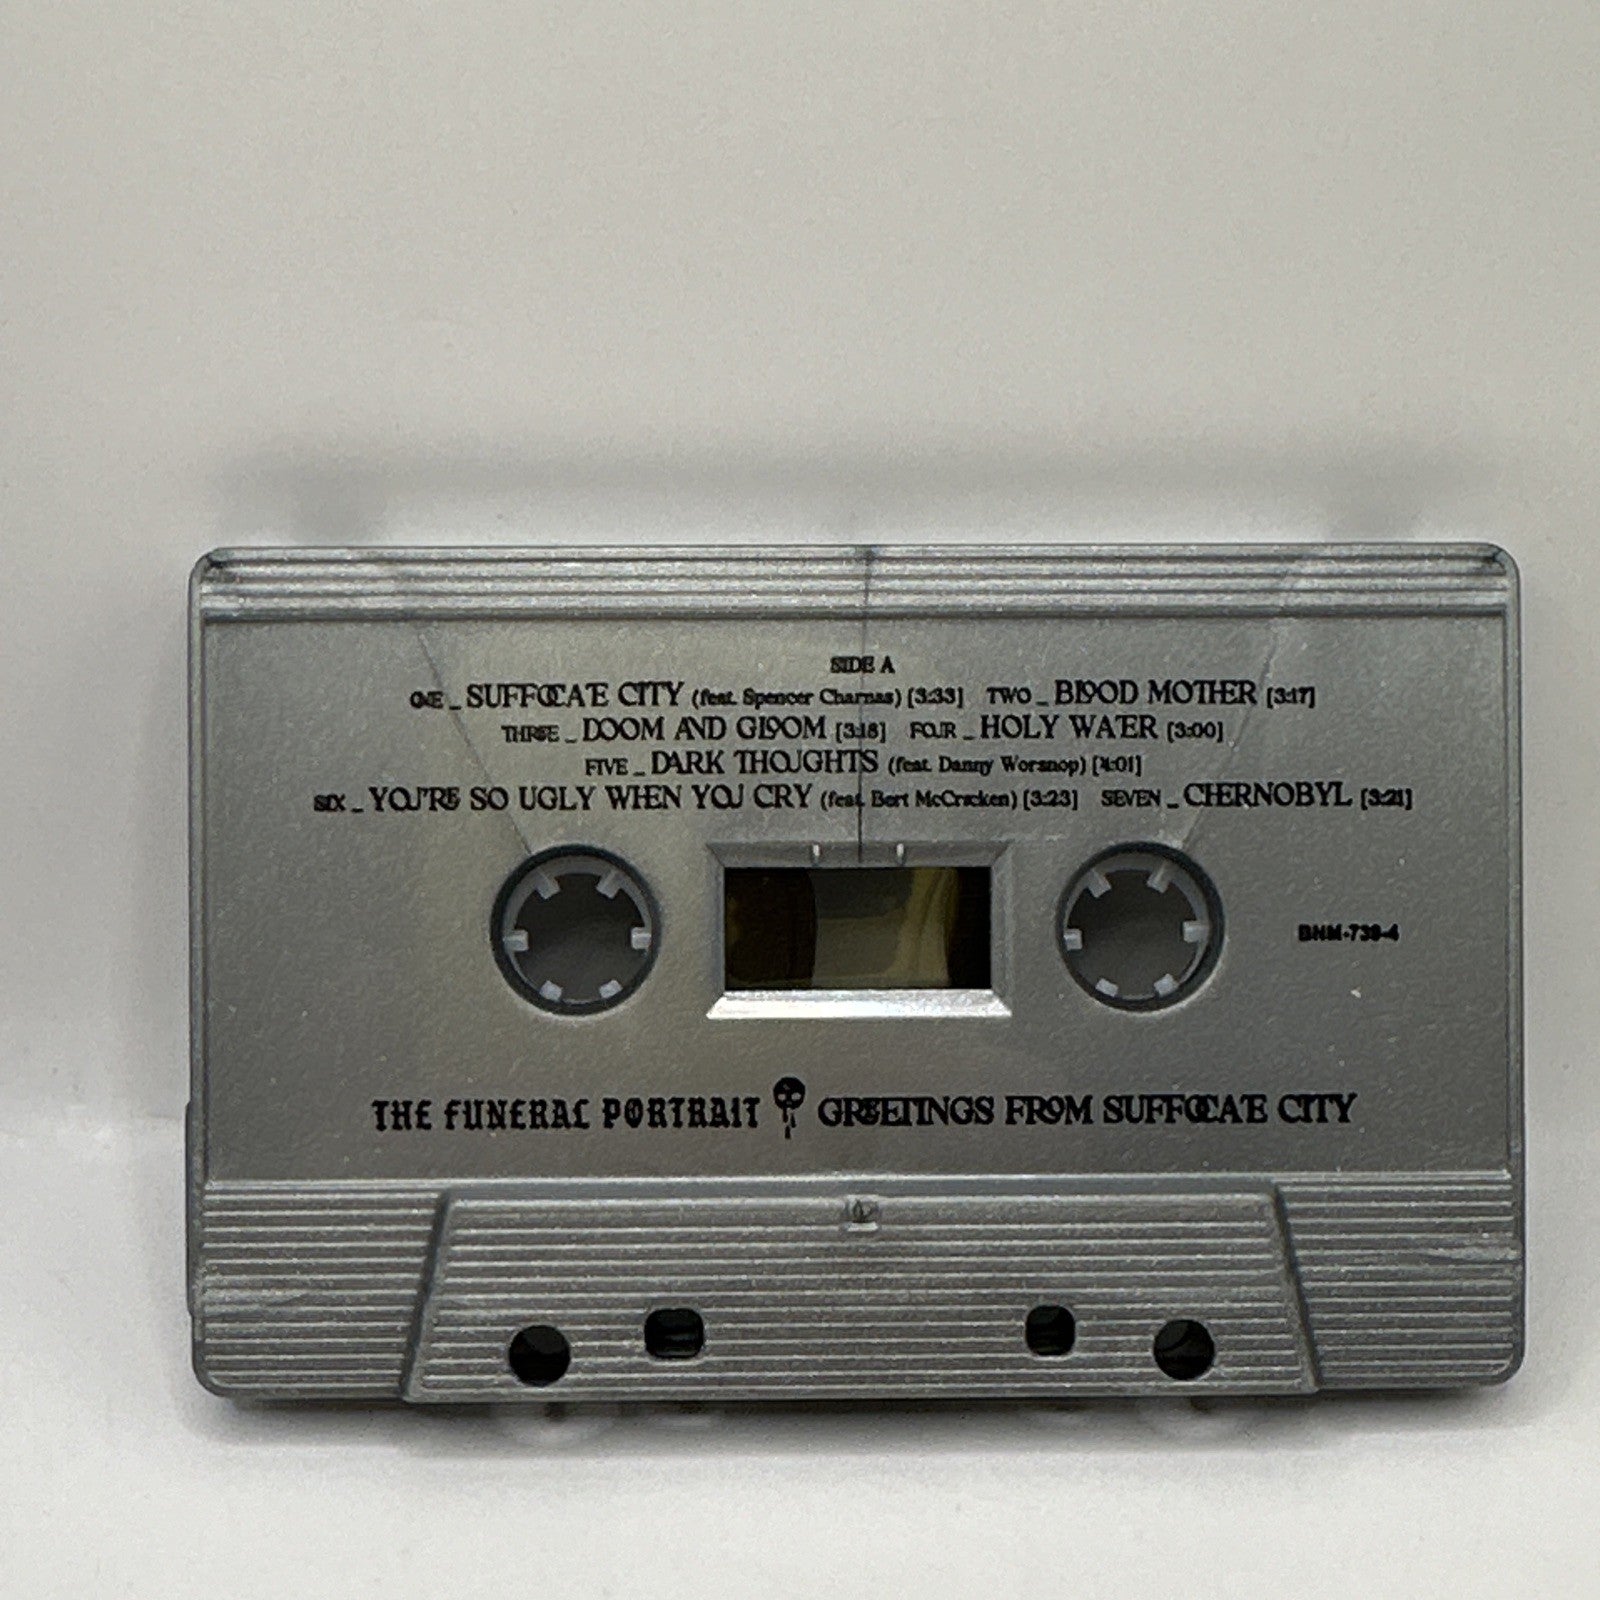 SIDE A
ONE _ SUFFOCATE CITY (feat. Spencer Charnas) [3:33] TWO _ BLOOD MOTHER [3:17]
THREE _ DOOM AND GLOOM [3:18] FOUR _ HOLY WATER [3:00]
FIVE _ DARK THOUGHTS (feat. Danny Worsnop) [4:01]
SIX _ YOU'RE SO UGLY WHEN YOU CRY (feat. Bert McCracken) [3:23] SEVEN _ CHERNOBYL [3:21]
BNM-739-4
THE FUNERAL PORTRAIT GREETINGS FROM SUFFOCATE CITY